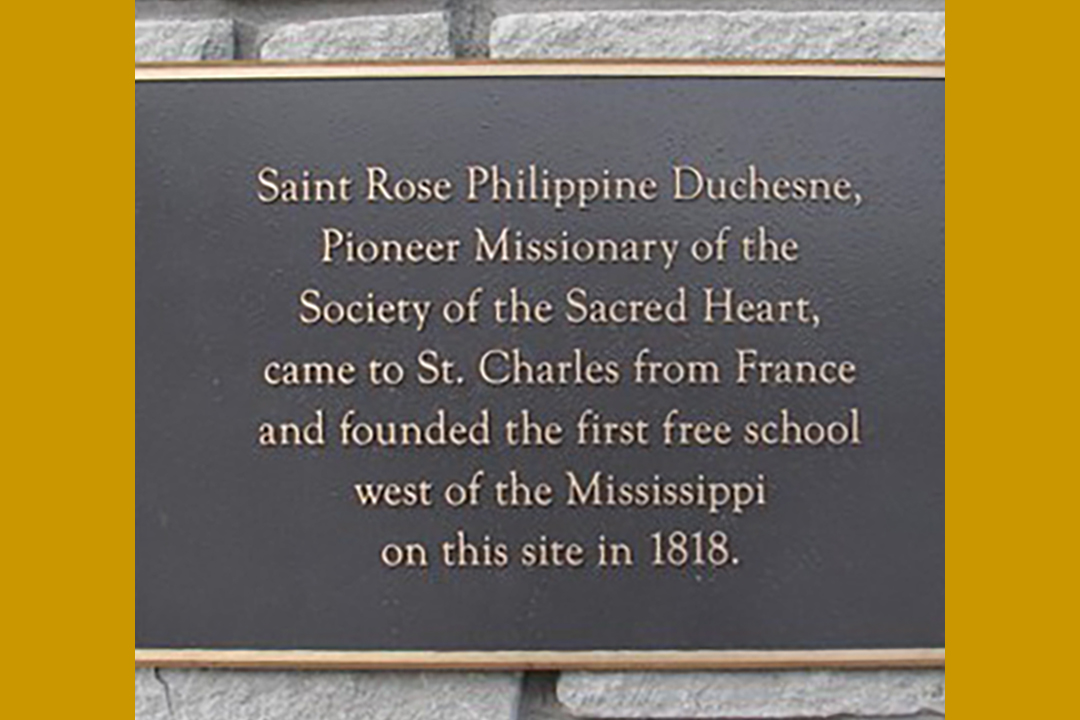 Saint Rose Philippine Duchesne,
Pioneer Missionary of the
Society of the Sacred Heart,
came to St. Charles from France
and founded the first free school
west of the Mississippi
on this site in 1818.